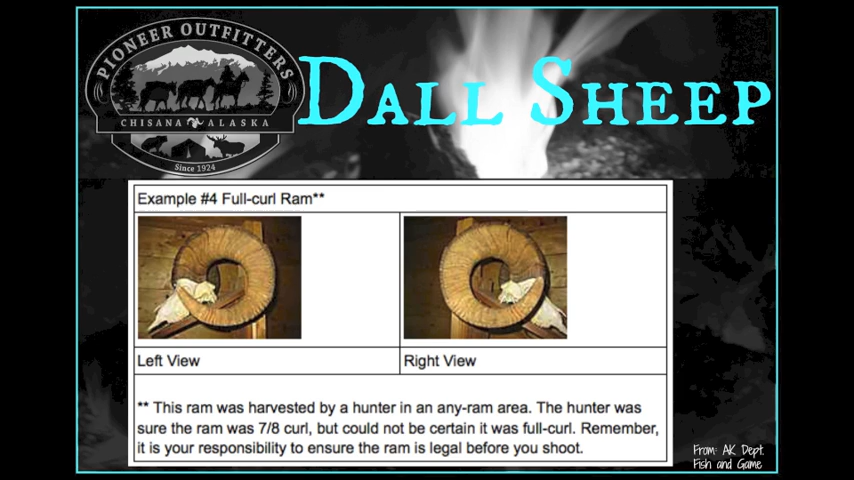 PIONEER OUTFITTERS
CHISANA ALASKA
Since 1924
DALL SHEEP
Example #4 Full-curl Ram**
Left View
Right View
** This ram was harvested by a hunter in an any-ram area. The hunter was
sure the ram was 7/8 curl, but could not be certain it was full-curl. Remember,
it is your responsibility to ensure the ram is legal before you shoot.
From: AK Dept.
Fish and Game